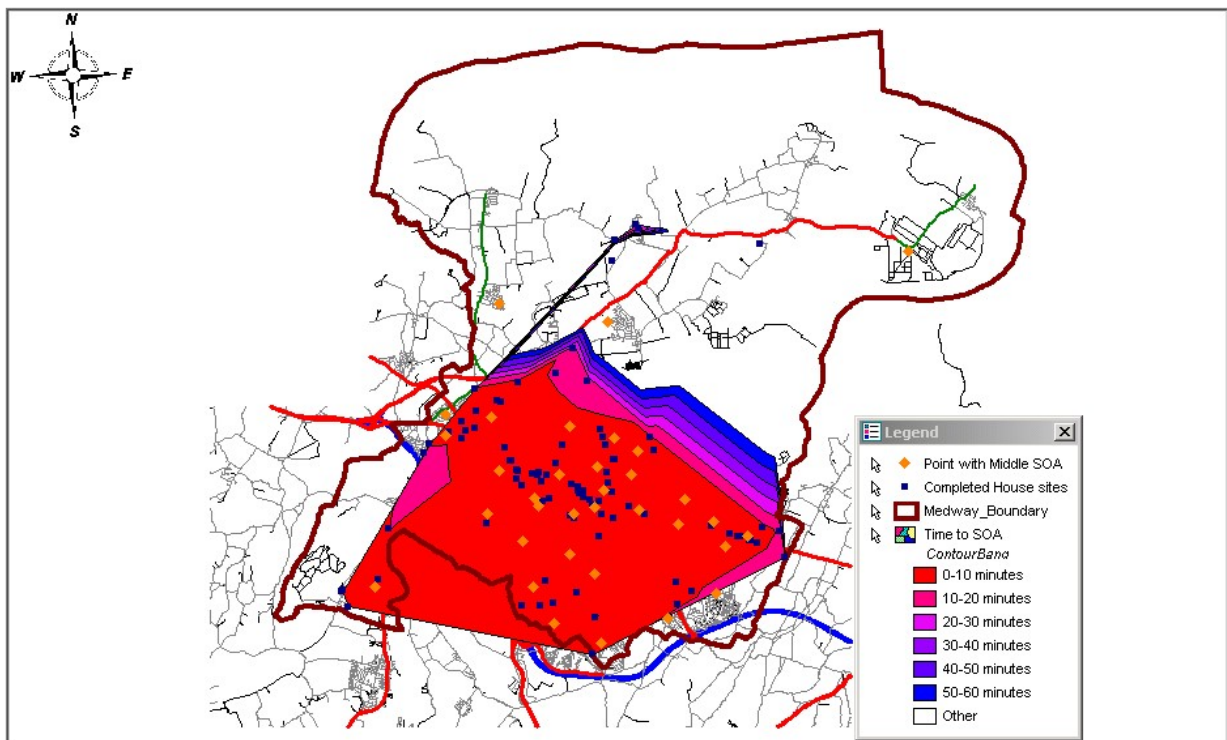 N
W E
S
Legend
Point with Middle SOA
Completed House sites
Medway_Boundary
Time to SOA
ContourBand
0-10 minutes
10-20 minutes
20-30 minutes
30-40 minutes
40-50 minutes
50-60 minutes
Other